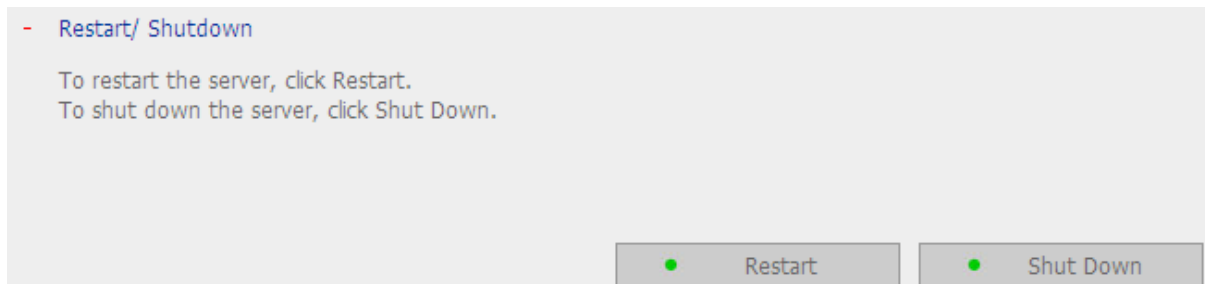 - Restart/ Shutdown
To restart the server, click Restart.
To shut down the server, click Shut Down.
Restart
Shut Down